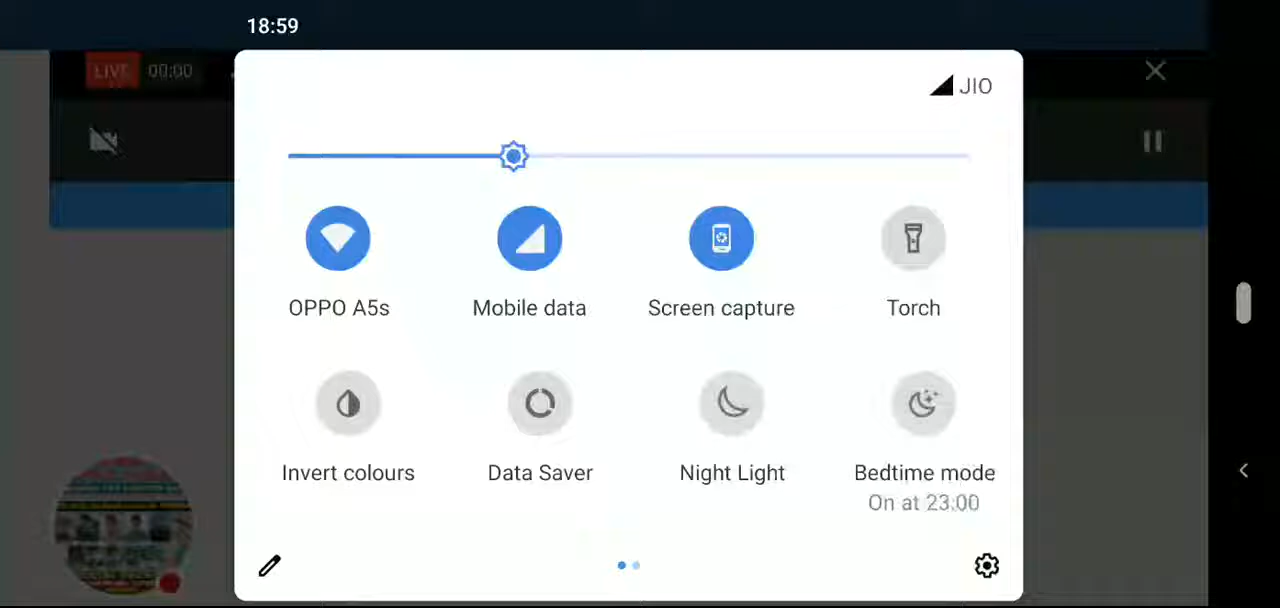 18:59
LIVE 00:00
JIO
OPPO A5s Mobile data Screen capture Torch
Invert colours Data Saver Night Light Bedtime mode
On at 23:00